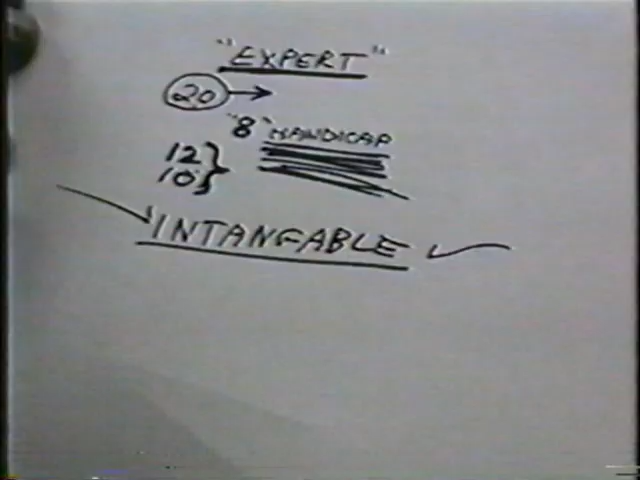 "EXPERT"
20 →
"8" HANDICAP
12 }
10 }
INTANGABLE